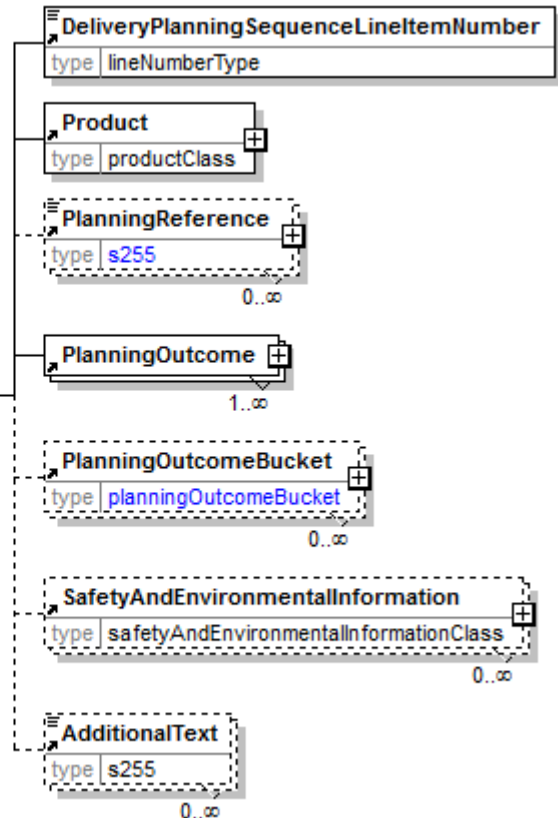 DeliveryPlanningSequenceLineItemNumber
type lineNumberType
Product
type productClass
PlanningReference
type s255
0..∞
PlanningOutcome
1..∞
PlanningOutcomeBucket
type planningOutcomeBucket
0..∞
SafetyAndEnvironmentalInformation
type safetyAndEnvironmentalInformationClass
0..∞
AdditionalText
type s255
0..∞